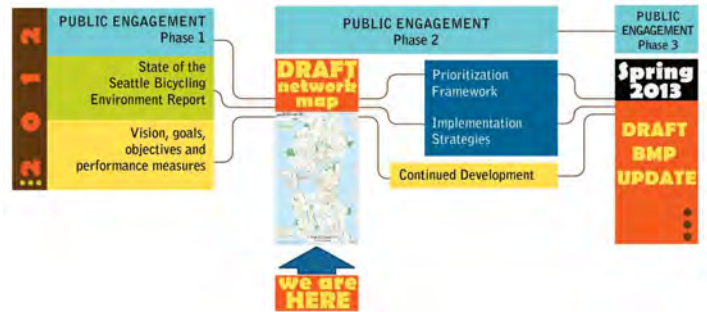 ...2012
PUBLIC ENGAGEMENT
Phase 1
State of the
Seattle Bicycling
Environment Report
Vision, goals,
objectives and
performance measures
PUBLIC ENGAGEMENT
Phase 2
DRAFT
network
map
we are
HERE
Prioritization
Framework
Implementation
Strategies
Continued Development
PUBLIC
ENGAGEMENT
Phase 3
Spring
2013
DRAFT
BMP
UPDATE
...